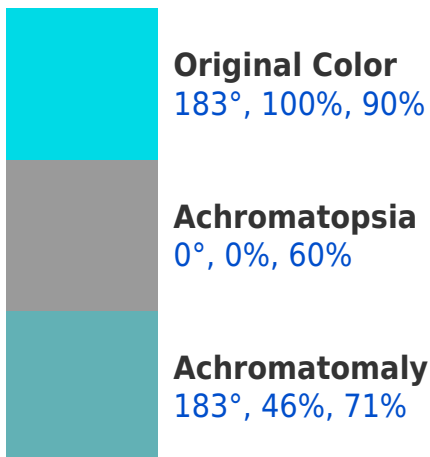 Original Color
183°, 100%, 90%
Achromatopsia
0°, 0%, 60%
Achromatomaly
183°, 46%, 71%